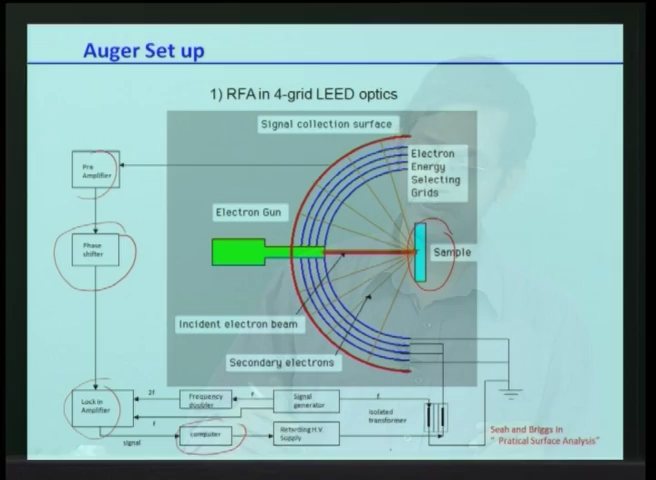 Auger Set up
1) RFA in 4-grid LEED optics
Signal collection surface
Electron
Energy
Selecting
Grids
Pre
Amplifier
Electron Gun
Phase
shifter
Sample
Incident electron beam
Secondary electrons
Lock in
Amplifier
2f
Frequency
doubler
f
Signal
generator
f
Isolated
transformer
f
signal
computer
Retarding H.V.
Supply
Seah and Briggs in
" Pratical Surface Analysis"